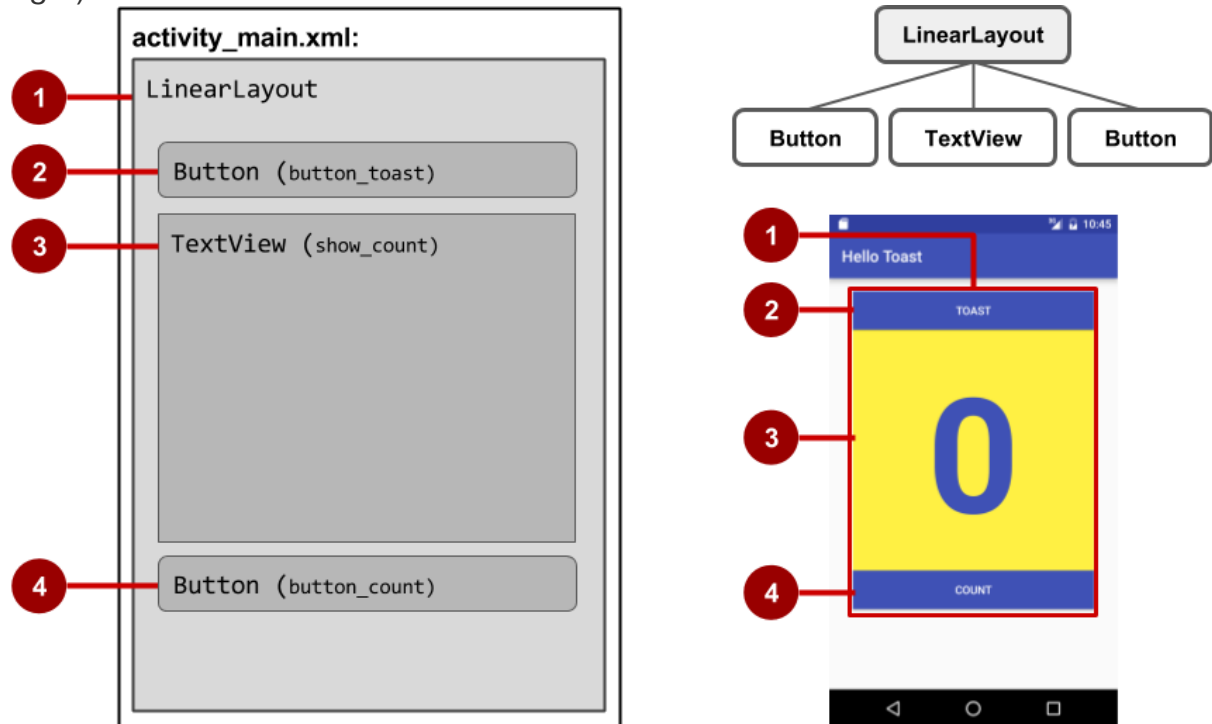 activity_main.xml:
1
LinearLayout
2
Button (button_toast)
3
TextView (show_count)
4
Button (button_count)
LinearLayout
Button TextView Button
10:45
1
Hello Toast
2
TOAST
3
0
4
COUNT